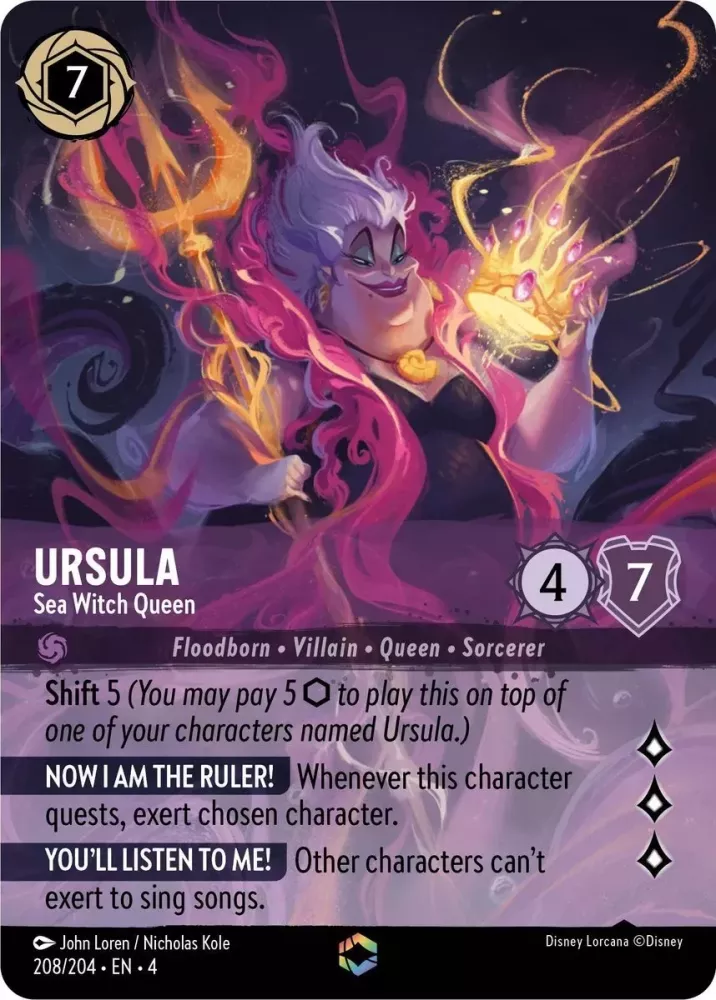 7
URSULA
4
7
Sea Witch Queen
Floodborn • Villain • Queen • Sorcerer
Shift 5 (You may pay 5 ⬡ to play this on top of
one of your characters named Ursula.)
NOW I AM THE RULER! Whenever this character
quests, exert chosen character.
YOU'LL LISTEN TO ME! Other characters can't
exert to sing songs.
John Loren / Nicholas Kole
Disney Lorcana ©Disney
208/204 • EN • 4